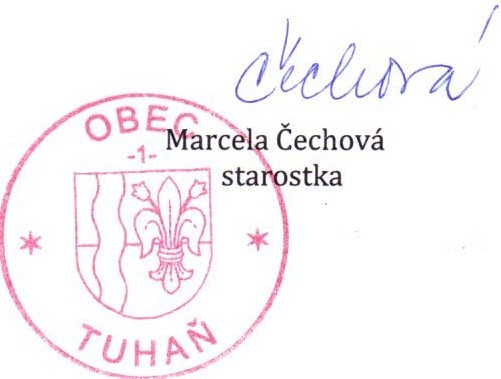 Čechová
OBEC
-1-
Marcela Čechová
starostka
TUHAŇ